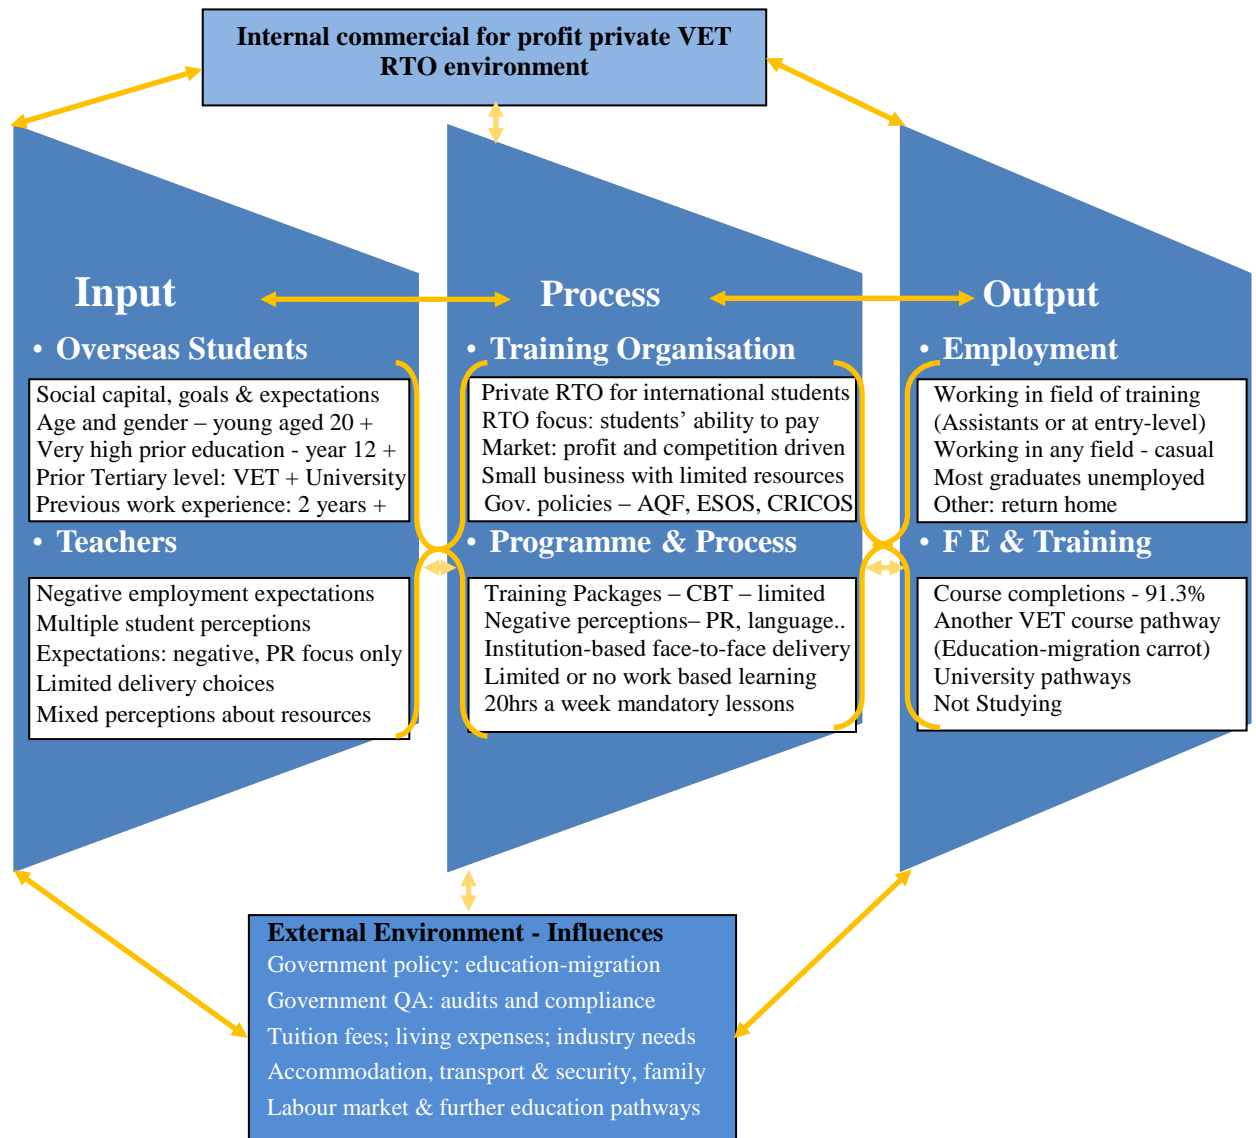 Internal commercial for profit private VET
RTO environment
Input
• Overseas Students
Social capital, goals & expectations
Age and gender – young aged 20 +
Very high prior education - year 12 +
Prior Tertiary level: VET + University
Previous work experience: 2 years +
• Teachers
Negative employment expectations
Multiple student perceptions
Expectations: negative, PR focus only
Limited delivery choices
Mixed perceptions about resources
Process
• Training Organisation
Private RTO for international students
RTO focus: students’ ability to pay
Market: profit and competition driven
Small business with limited resources
Gov. policies – AQF, ESOS, CRICOS
• Programme & Process
Training Packages – CBT – limited
Negative perceptions– PR, language..
Institution-based face-to-face delivery
Limited or no work based learning
20hrs a week mandatory lessons
Output
• Employment
Working in field of training
(Assistants or at entry-level)
Working in any field - casual
Most graduates unemployed
Other: return home
• F E & Training
Course completions - 91.3%
Another VET course pathway
(Education-migration carrot)
University pathways
Not Studying
External Environment - Influences
Government policy: education-migration
Government QA: audits and compliance
Tuition fees; living expenses; industry needs
Accommodation, transport & security, family
Labour market & further education pathways